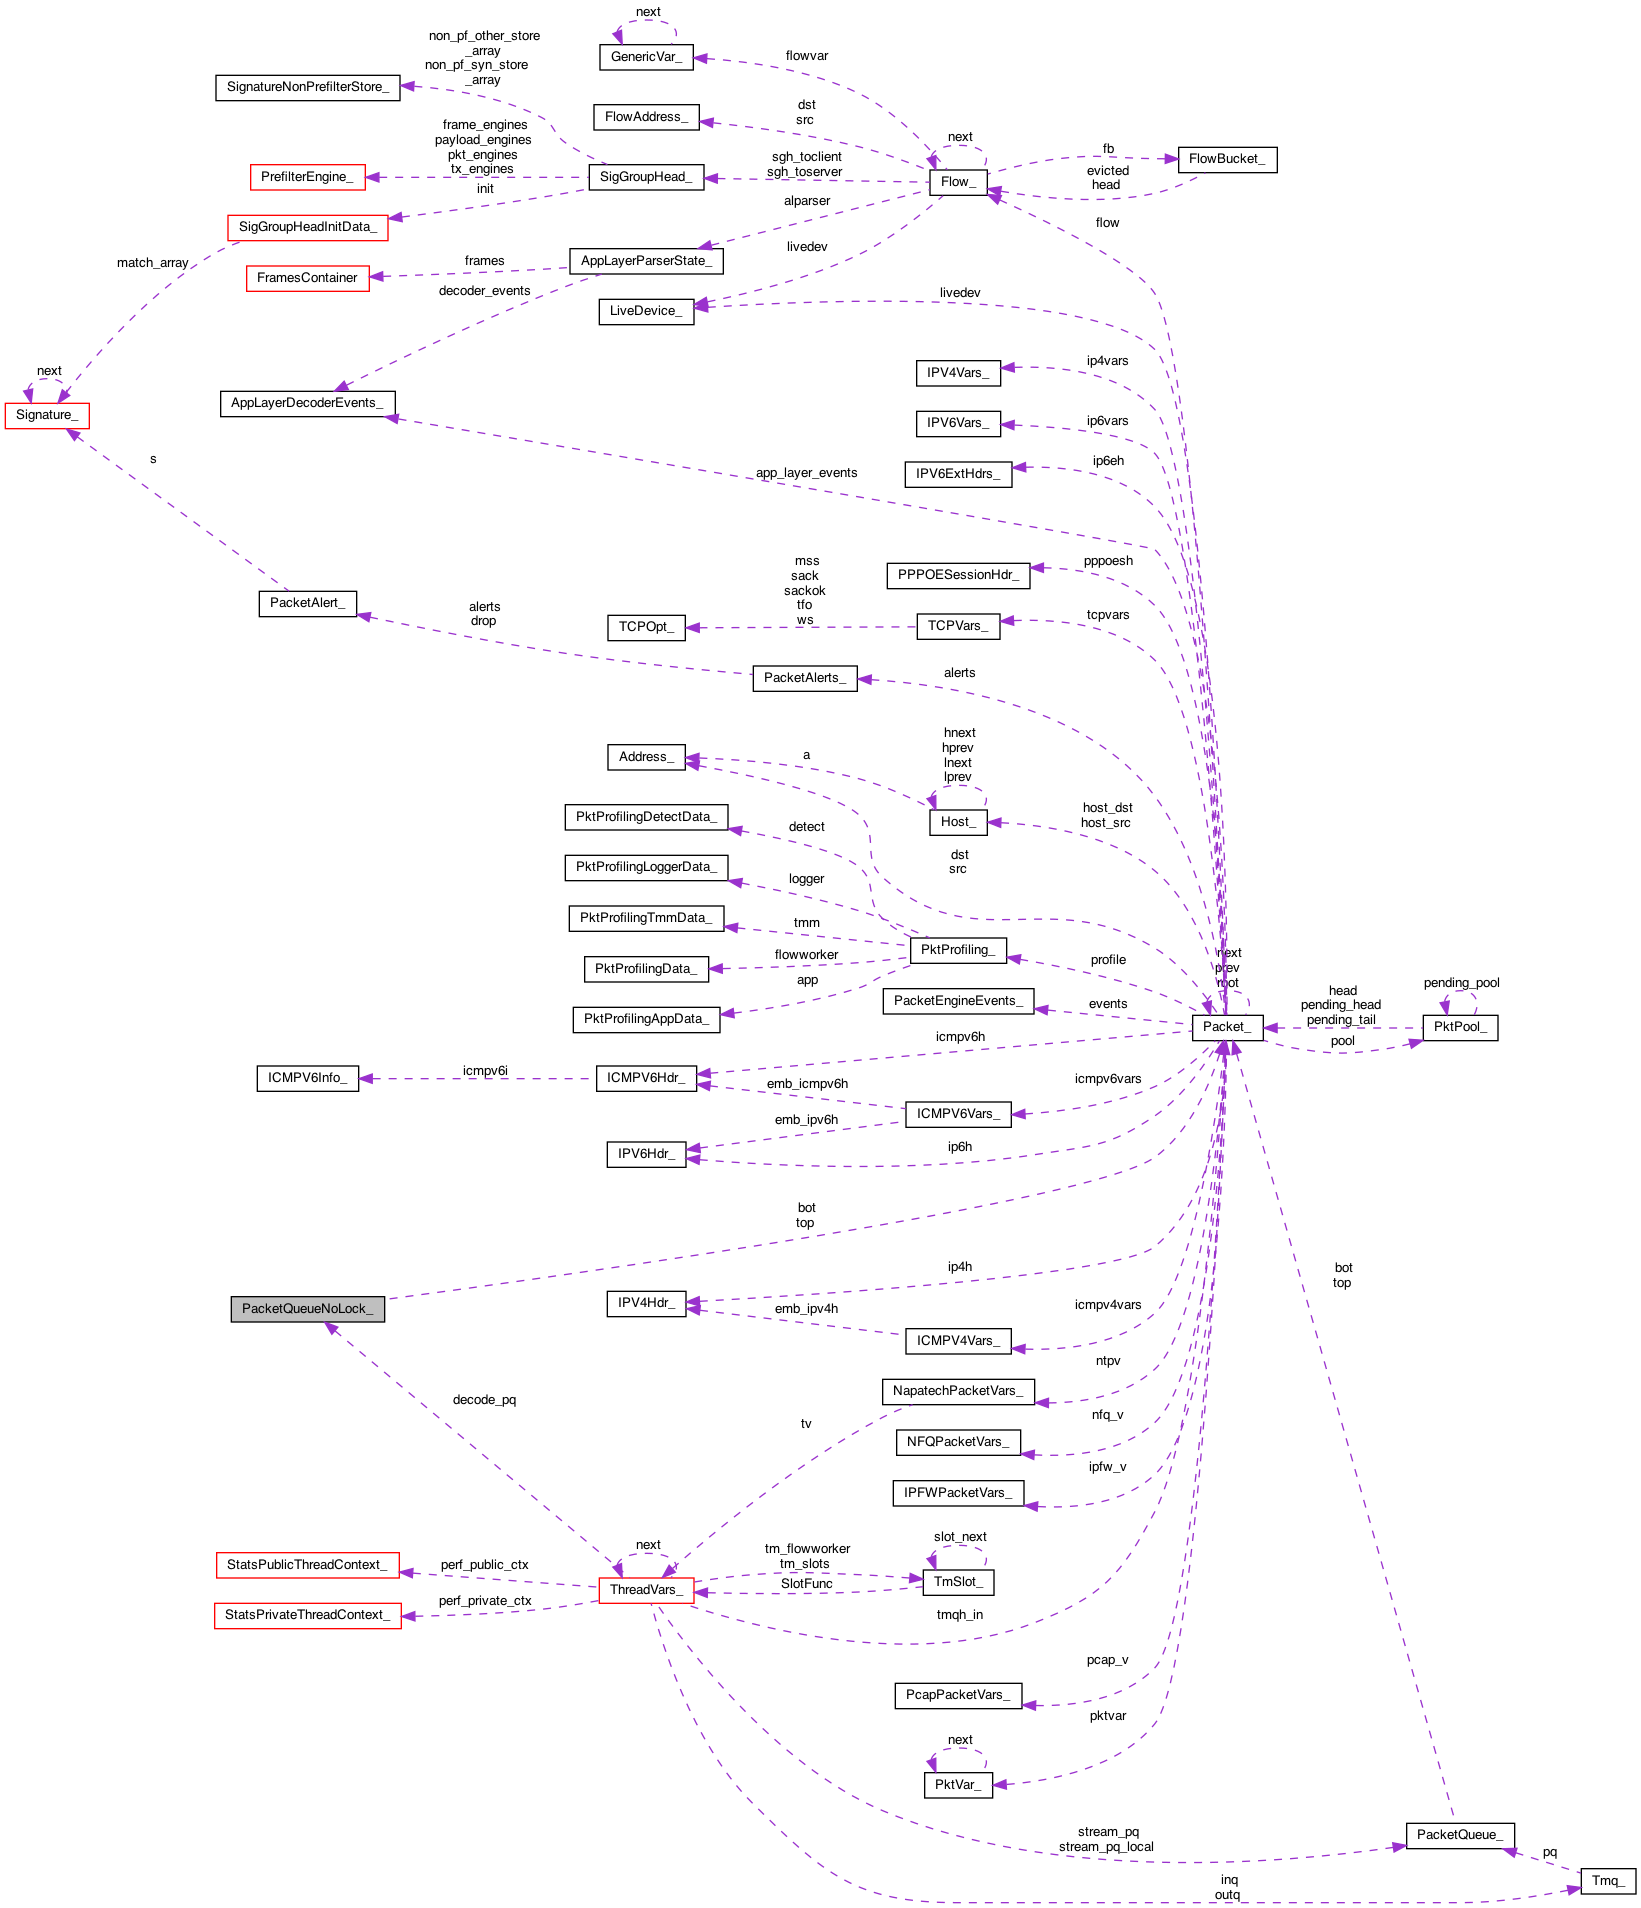 next
non_pf_other_store
_array
non_pf_syn_store
_array
GenericVar_
flowvar
SignatureNonPrefilterStore_
FlowAddress_
dst
src
frame_engines
payload_engines
pkt_engines
tx_engines
next
fb
FlowBucket_
PrefilterEngine_
SigGroupHead_
sgh_toclient
sgh_toserver
Flow_
evicted
head
init
alparser
SigGroupHeadInitData_
flow
match_array
AppLayerParserState_
livedev
FramesContainer
frames
decoder_events
LiveDevice_
livedev
next
IPV4Vars_
ip4vars
Signature_
AppLayerDecoderEvents_
IPV6Vars_
ip6vars
s
app_layer_events
IPV6ExtHdrs_
ip6eh
mss
sack
sackok
tfo
ws
PPPOESessionHdr_
pppoesh
PacketAlert_
alerts
drop
TCPOpt_
TCPVars_
tcpvars
PacketAlerts_
alerts
Address_
a
hnext
hprev
lnext
lprev
PktProfilingDetectData_
detect
Host_
host_dst
host_src
PktProfilingLoggerData_
logger
dst
src
PktProfilingTmmData_
tmm
PktProfiling_
profile
next
prev
root
PktProfilingData_
flowworker
PktProfilingAppData_
app
PacketEngineEvents_
events
Packet_
head
pending_head
pending_tail
pool
pending_pool
PktPool_
icmpv6h
ICMPV6Info_
icmpv6i
ICMPV6Hdr_
emb_icmpv6h
icmpv6vars
ICMPV6Vars_
emb_ipv6h
IPV6Hdr_
ip6h
bot
top
ip4h
bot
top
PacketQueueNoLock_
IPV4Hdr_
emb_ipv4h
icmpv4vars
ICMPV4Vars_
ntpv
decode_pq
NapatechPacketVars_
tv
nfq_v
NFQPacketVars_
ipfw_v
IPFWPacketVars_
StatsPublicThreadContext_
perf_public_ctx
next
tm_flowworker
tm_slots
slot_next
ThreadVars_
SlotFunc
TmSlot_
StatsPrivateThreadContext_
perf_private_ctx
tmqh_in
pcap_v
PcapPacketVars_
pktvar
next
PktVar_
stream_pq
stream_pq_local
PacketQueue_
pq
inq
outq
Tmq_